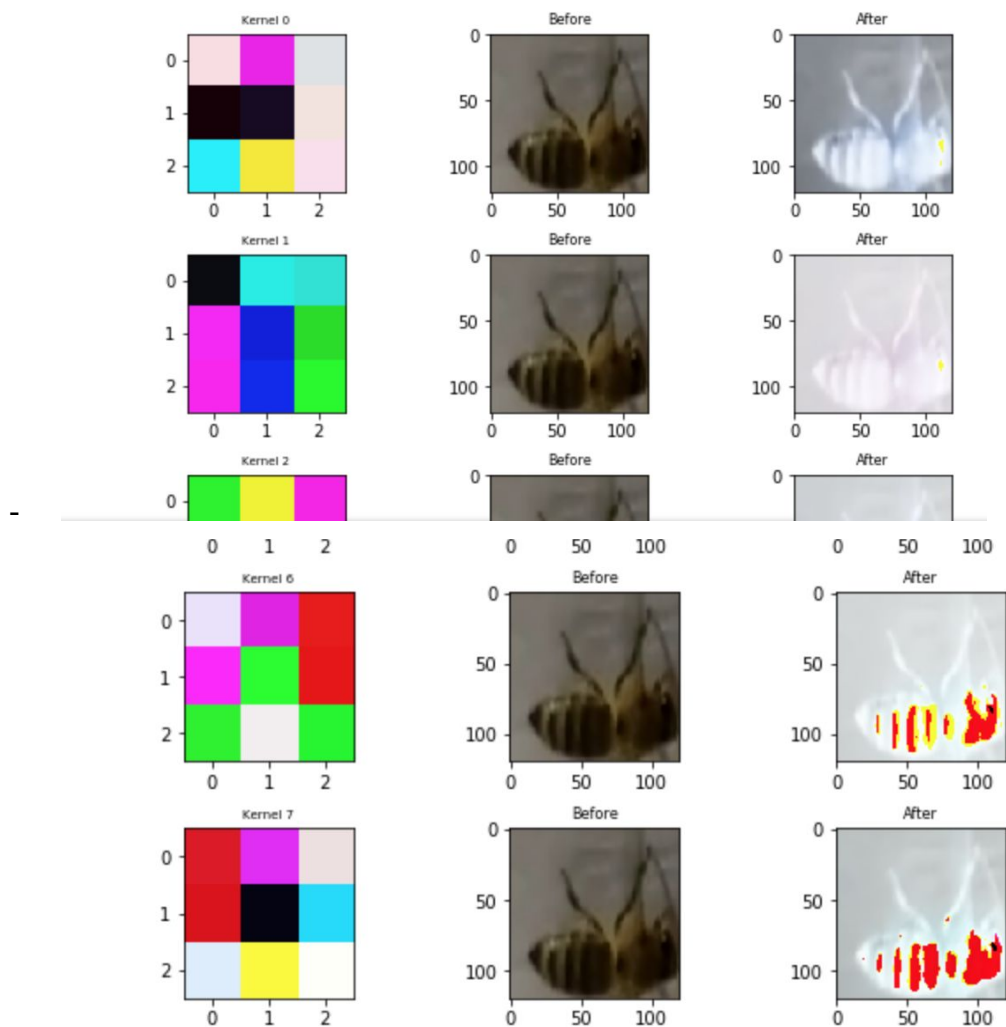 Kernel 0 Before After
0 0 0
1 50 50
2 100 100
0 1 2 0 50 100 0 50 100
Kernel 1 Before After
0 0 0
1 50 50
2 100 100
0 1 2 0 50 100 0 50 100
Kernel 2 Before After
0 0 0
-
0 1 2 0 50 100 0 50 100
Kernel 6 Before After
0 0 0
1 50 50
2 100 100
0 1 2 0 50 100 0 50 100
Kernel 7 Before After
0 0 0
1 50 50
2 100 100
0 1 2 0 50 100 0 50 100